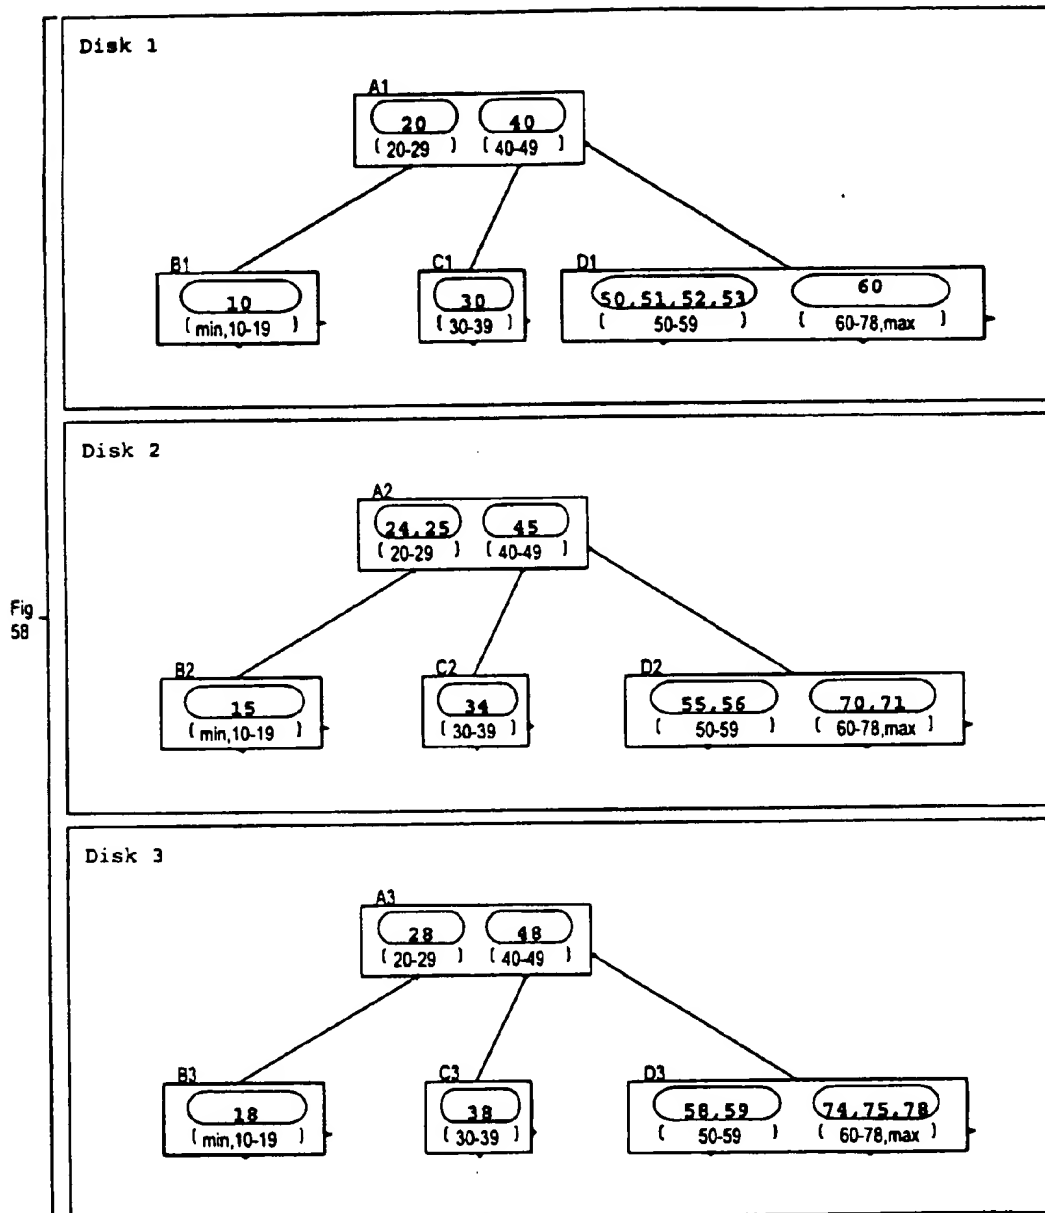 Disk 1
A1
20 40
( 20-29 ) ( 40-49 )
B1 C1 D1
10 30 50,51,52,53 60
( min,10-19 ) ( 30-39 ) ( 50-59 ) ( 60-78,max )
Disk 2
A2
24,25 45
( 20-29 ) ( 40-49 )
Fig
58
B2 C2 D2
15 34 55,56 70,71
( min,10-19 ) ( 30-39 ) ( 50-59 ) ( 60-78,max )
Disk 3
A3
28 48
( 20-29 ) ( 40-49 )
B3 C3 D3
18 38 58,59 74,75,78
( min,10-19 ) ( 30-39 ) ( 50-59 ) ( 60-78,max )